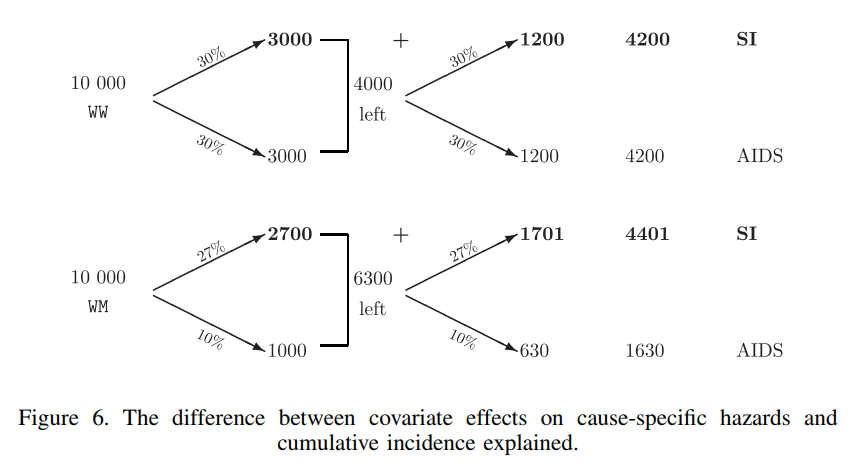 30% 3000 + 30% 1200 4200 SI
10 000 4000
WW left
30% 3000 30% 1200 4200 AIDS
27% 2700 + 27% 1701 4401 SI
10 000 6300
WM left
10% 1000 10% 630 1630 AIDS
Figure 6. The difference between covariate effects on cause-specific hazards and
cumulative incidence explained.